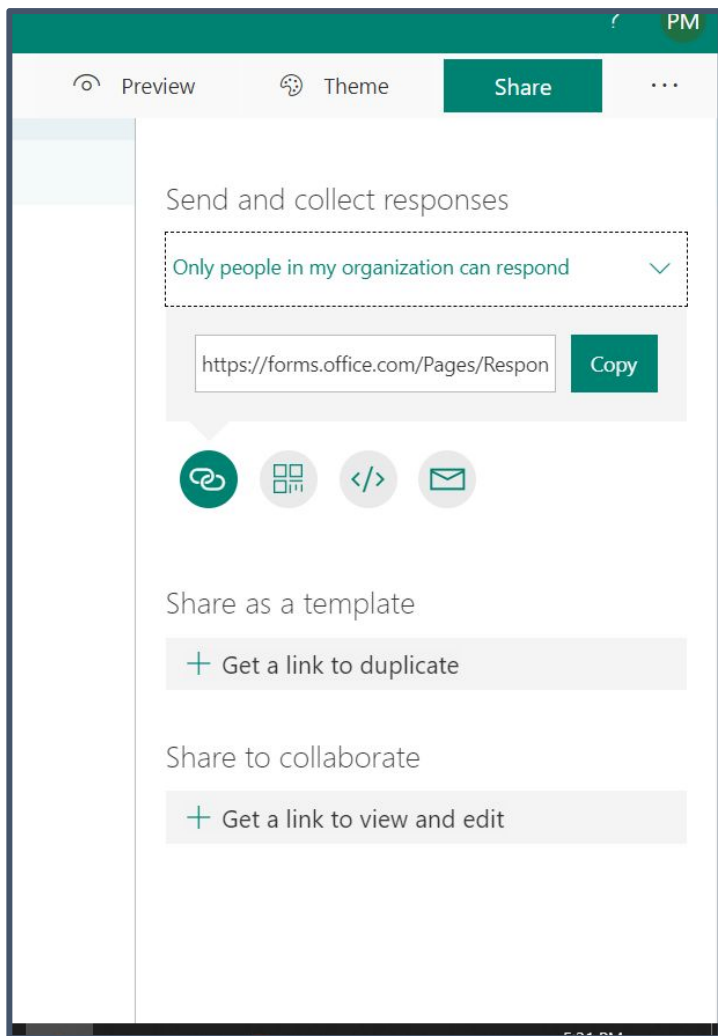 PM
Preview Theme Share ...
Send and collect responses
Only people in my organization can respond
https://forms.office.com/Pages/Respon Copy
</>
Share as a template
+ Get a link to duplicate
Share to collaborate
+ Get a link to view and edit